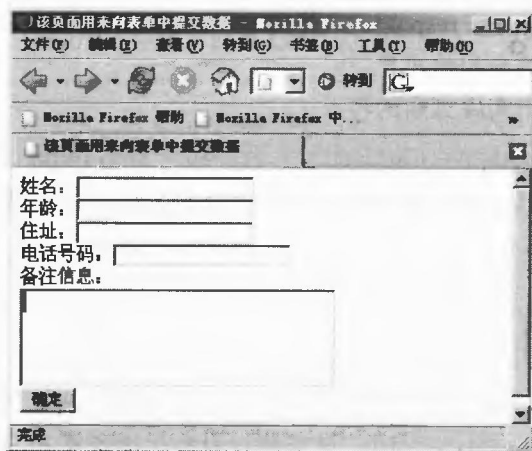 该页面用来向表单中提交数据 - Mozilla Firefox
文件(F) 编辑(E) 查看(V) 转到(G) 书签(B) 工具(T) 帮助(H)
转到 G
Mozilla Firefox 帮助 Mozilla Firefox 中...
该页面用来向表单中提交数据
姓名：
年龄：
住址：
电话号码：
备注信息：
确定
完成